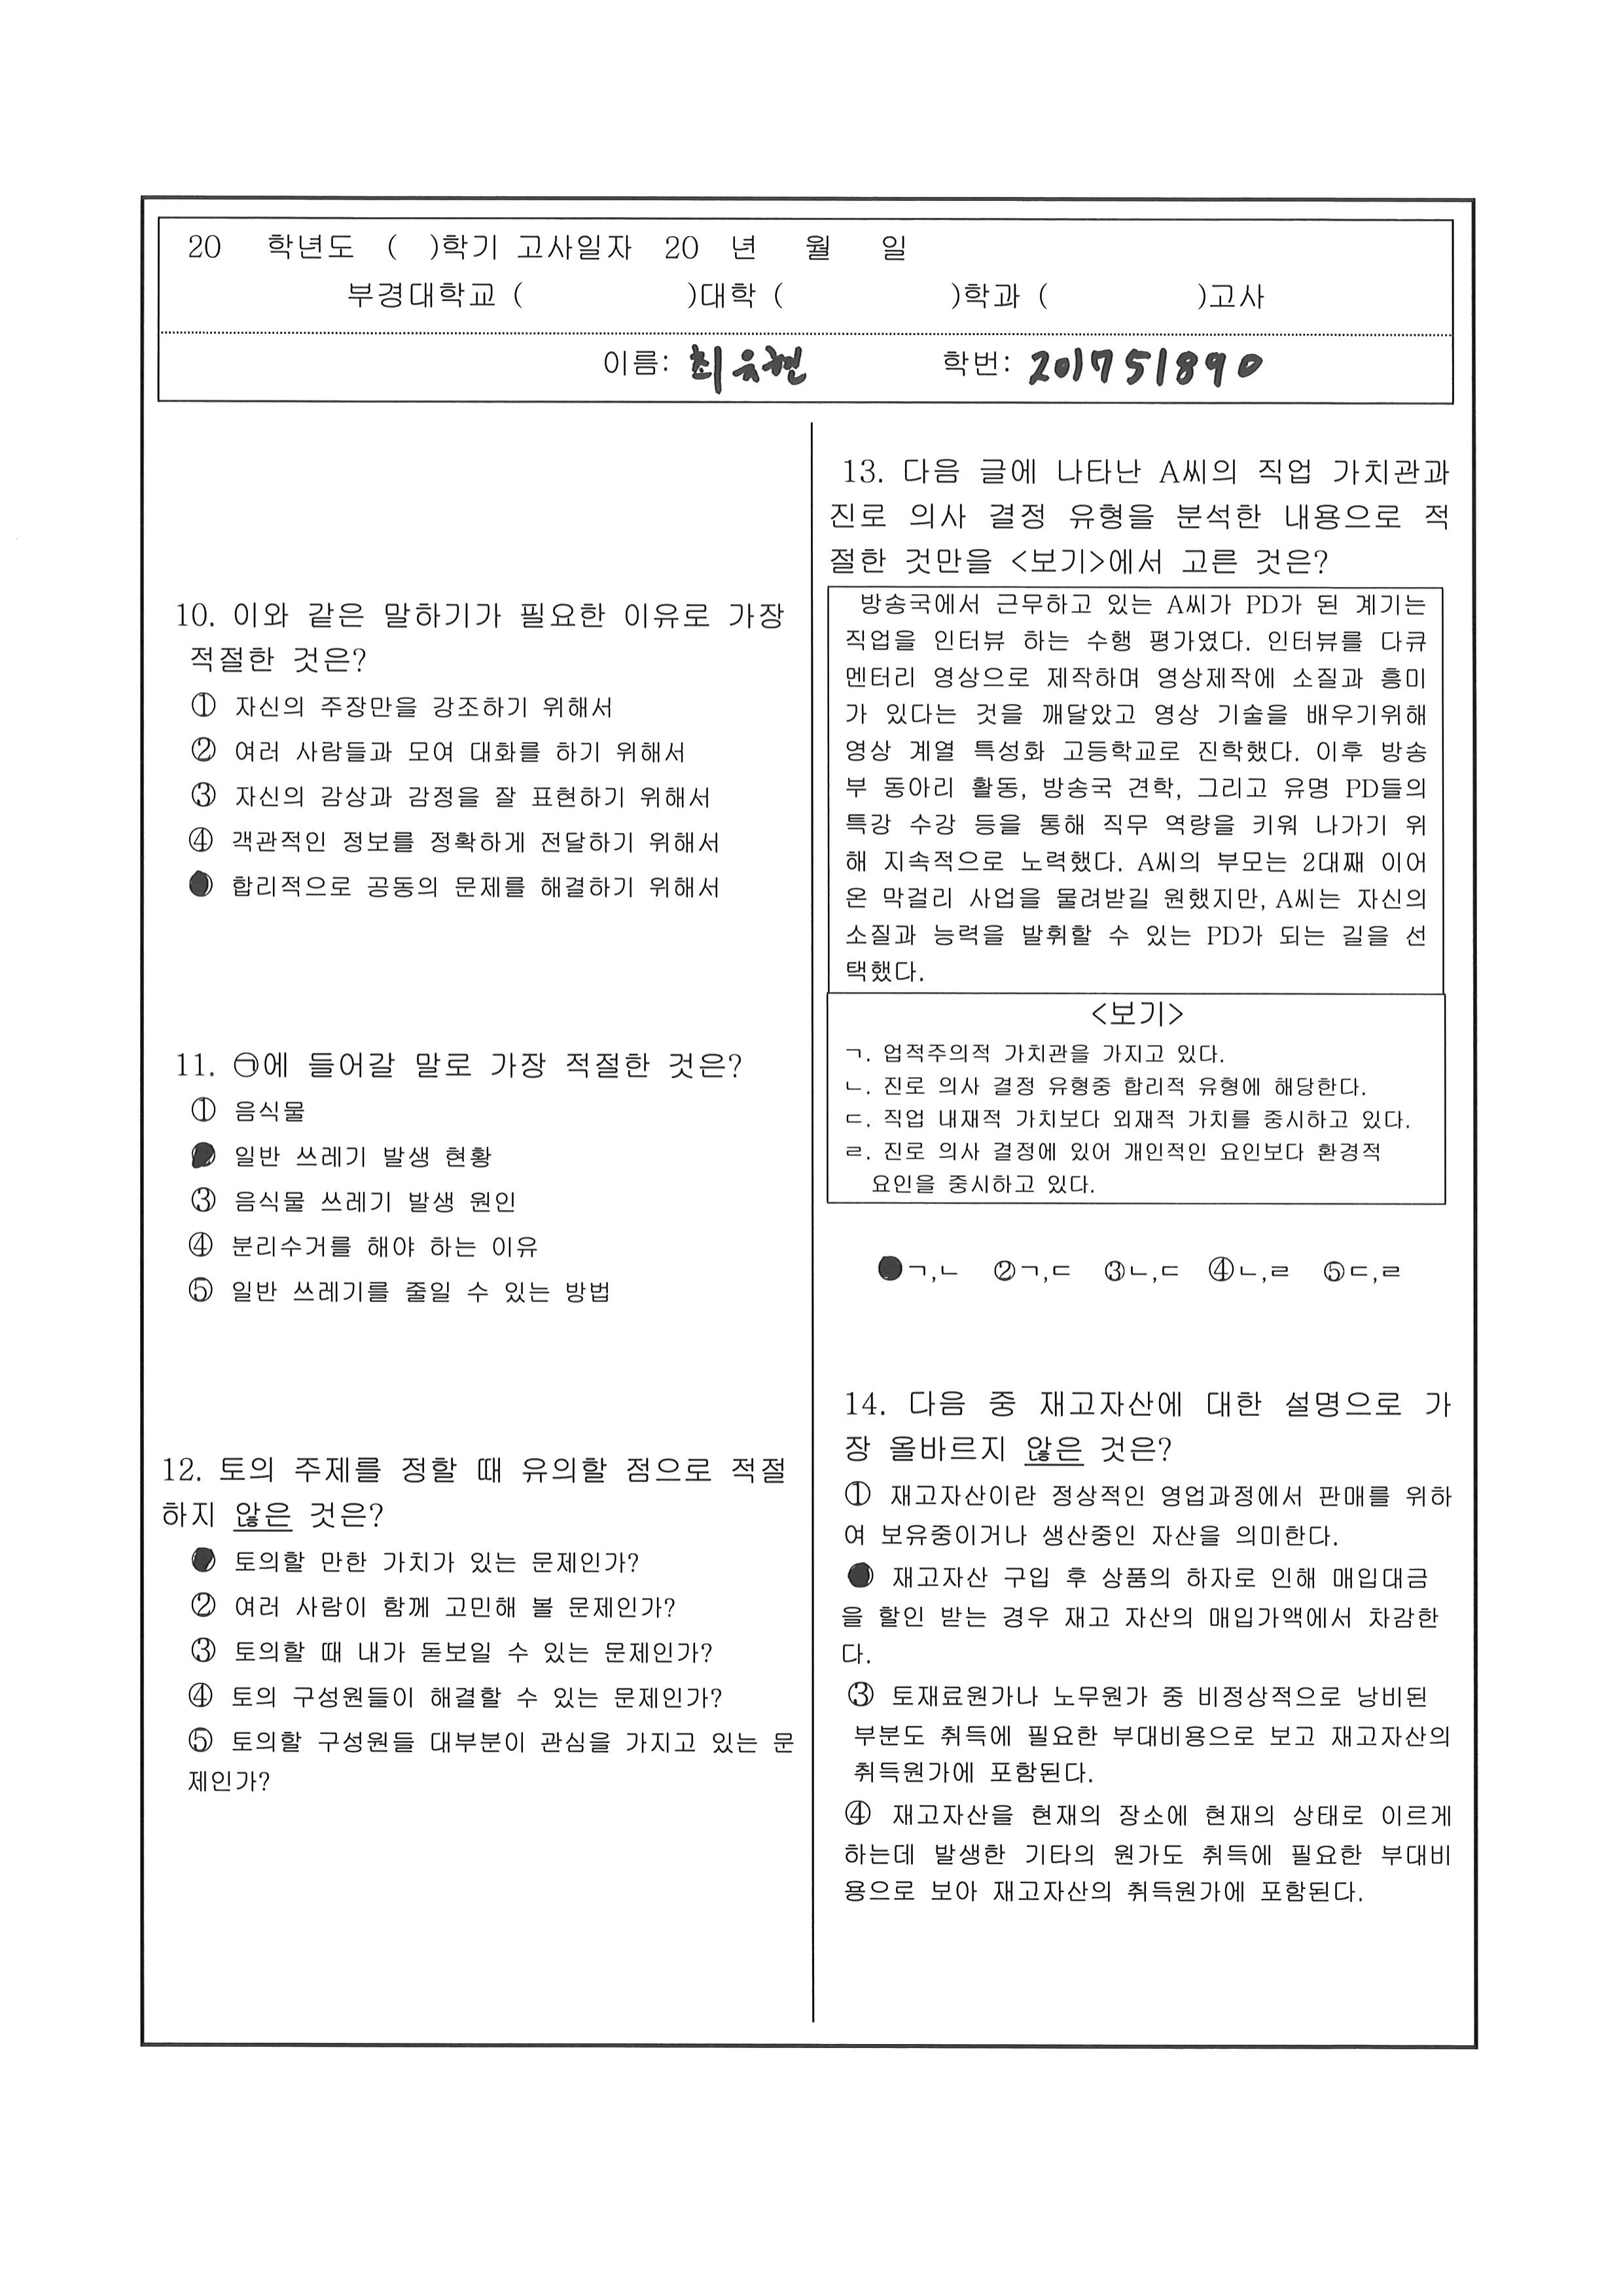 20 학년도 ( )학기 고사일자 20 년 월 일
부경대학교 ( )대학 ( )학과 ( )고사
이름: 최유현 학번: 201751890
10. 이와 같은 말하기가 필요한 이유로 가장
적절한 것은?
① 자신의 주장만을 강조하기 위해서
② 여러 사람들과 모여 대화를 하기 위해서
③ 자신의 감상과 감정을 잘 표현하기 위해서
④ 객관적인 정보를 정확하게 전달하기 위해서
● 합리적으로 공동의 문제를 해결하기 위해서
11. ㉠에 들어갈 말로 가장 적절한 것은?
① 음식물
● 일반 쓰레기 발생 현황
③ 음식물 쓰레기 발생 원인
④ 분리수거를 해야 하는 이유
⑤ 일반 쓰레기를 줄일 수 있는 방법
12. 토의 주제를 정할 때 유의할 점으로 적절
하지 않은 것은?
● 토의할 만한 가치가 있는 문제인가?
② 여러 사람이 함께 고민해 볼 문제인가?
③ 토의할 때 내가 돋보일 수 있는 문제인가?
④ 토의 구성원들이 해결할 수 있는 문제인가?
⑤ 토의할 구성원들 대부분이 관심을 가지고 있는 문
제인가?
13. 다음 글에 나타난 A씨의 직업 가치관과
진로 의사 결정 유형을 분석한 내용으로 적
절한 것만을 <보기>에서 고른 것은?
방송국에서 근무하고 있는 A씨가 PD가 된 계기는
직업을 인터뷰 하는 수행 평가였다. 인터뷰를 다큐
멘터리 영상으로 제작하며 영상제작에 소질과 흥미
가 있다는 것을 깨달았고 영상 기술을 배우기위해
영상 계열 특성화 고등학교로 진학했다. 이후 방송
부 동아리 활동, 방송국 견학, 그리고 유명 PD들의
특강 수강 등을 통해 직무 역량을 키워 나가기 위
해 지속적으로 노력했다. A씨의 부모는 2대째 이어
온 막걸리 사업을 물려받길 원했지만, A씨는 자신의
소질과 능력을 발휘할 수 있는 PD가 되는 길을 선
택했다.
<보기>
ㄱ. 업적주의적 가치관을 가지고 있다.
ㄴ. 진로 의사 결정 유형중 합리적 유형에 해당한다.
ㄷ. 직업 내재적 가치보다 외재적 가치를 중시하고 있다.
ㄹ. 진로 의사 결정에 있어 개인적인 요인보다 환경적
요인을 중시하고 있다.
●ㄱ,ㄴ ②ㄱ,ㄷ ③ㄴ,ㄷ ④ㄴ,ㄹ ⑤ㄷ,ㄹ
14. 다음 중 재고자산에 대한 설명으로 가
장 올바르지 않은 것은?
① 재고자산이란 정상적인 영업과정에서 판매를 위하
여 보유중이거나 생산중인 자산을 의미한다.
● 재고자산 구입 후 상품의 하자로 인해 매입대금
을 할인 받는 경우 재고 자산의 매입가액에서 차감한
다.
③ 토재료원가나 노무원가 중 비정상적으로 낭비된
부분도 취득에 필요한 부대비용으로 보고 재고자산의
취득원가에 포함된다.
④ 재고자산을 현재의 장소에 현재의 상태로 이르게
하는데 발생한 기타의 원가도 취득에 필요한 부대비
용으로 보아 재고자산의 취득원가에 포함된다.